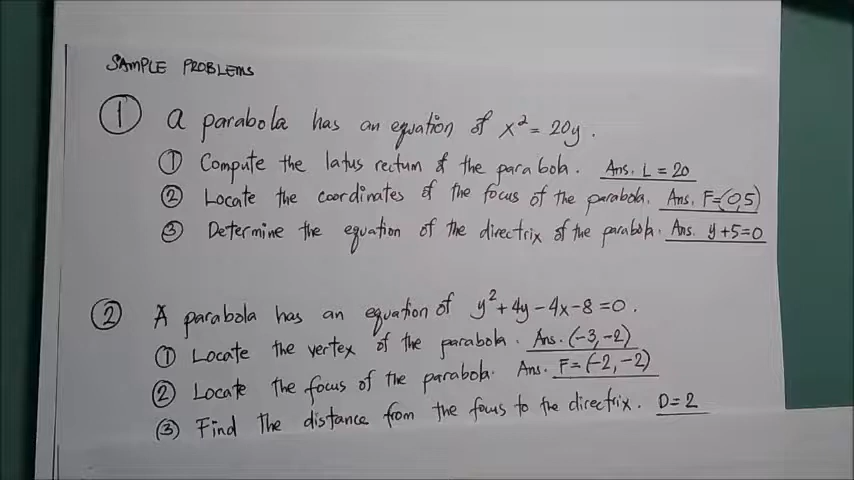 SAMPLE PROBLEMS
① A parabola has an equation of x² = 20y.
① Compute the latus rectum of the parabola. Ans. L = 20
② Locate the coordinates of the focus of the parabola. Ans. F=(0,5)
③ Determine the equation of the directrix of the parabola. Ans. y+5=0
② A parabola has an equation of y²+4y-4x-8=0.
① Locate the vertex of the parabola. Ans. (-3,-2)
② Locate the focus of the parabola. Ans. F=(-2,-2)
③ Find the distance from the focus to the directrix. D=2